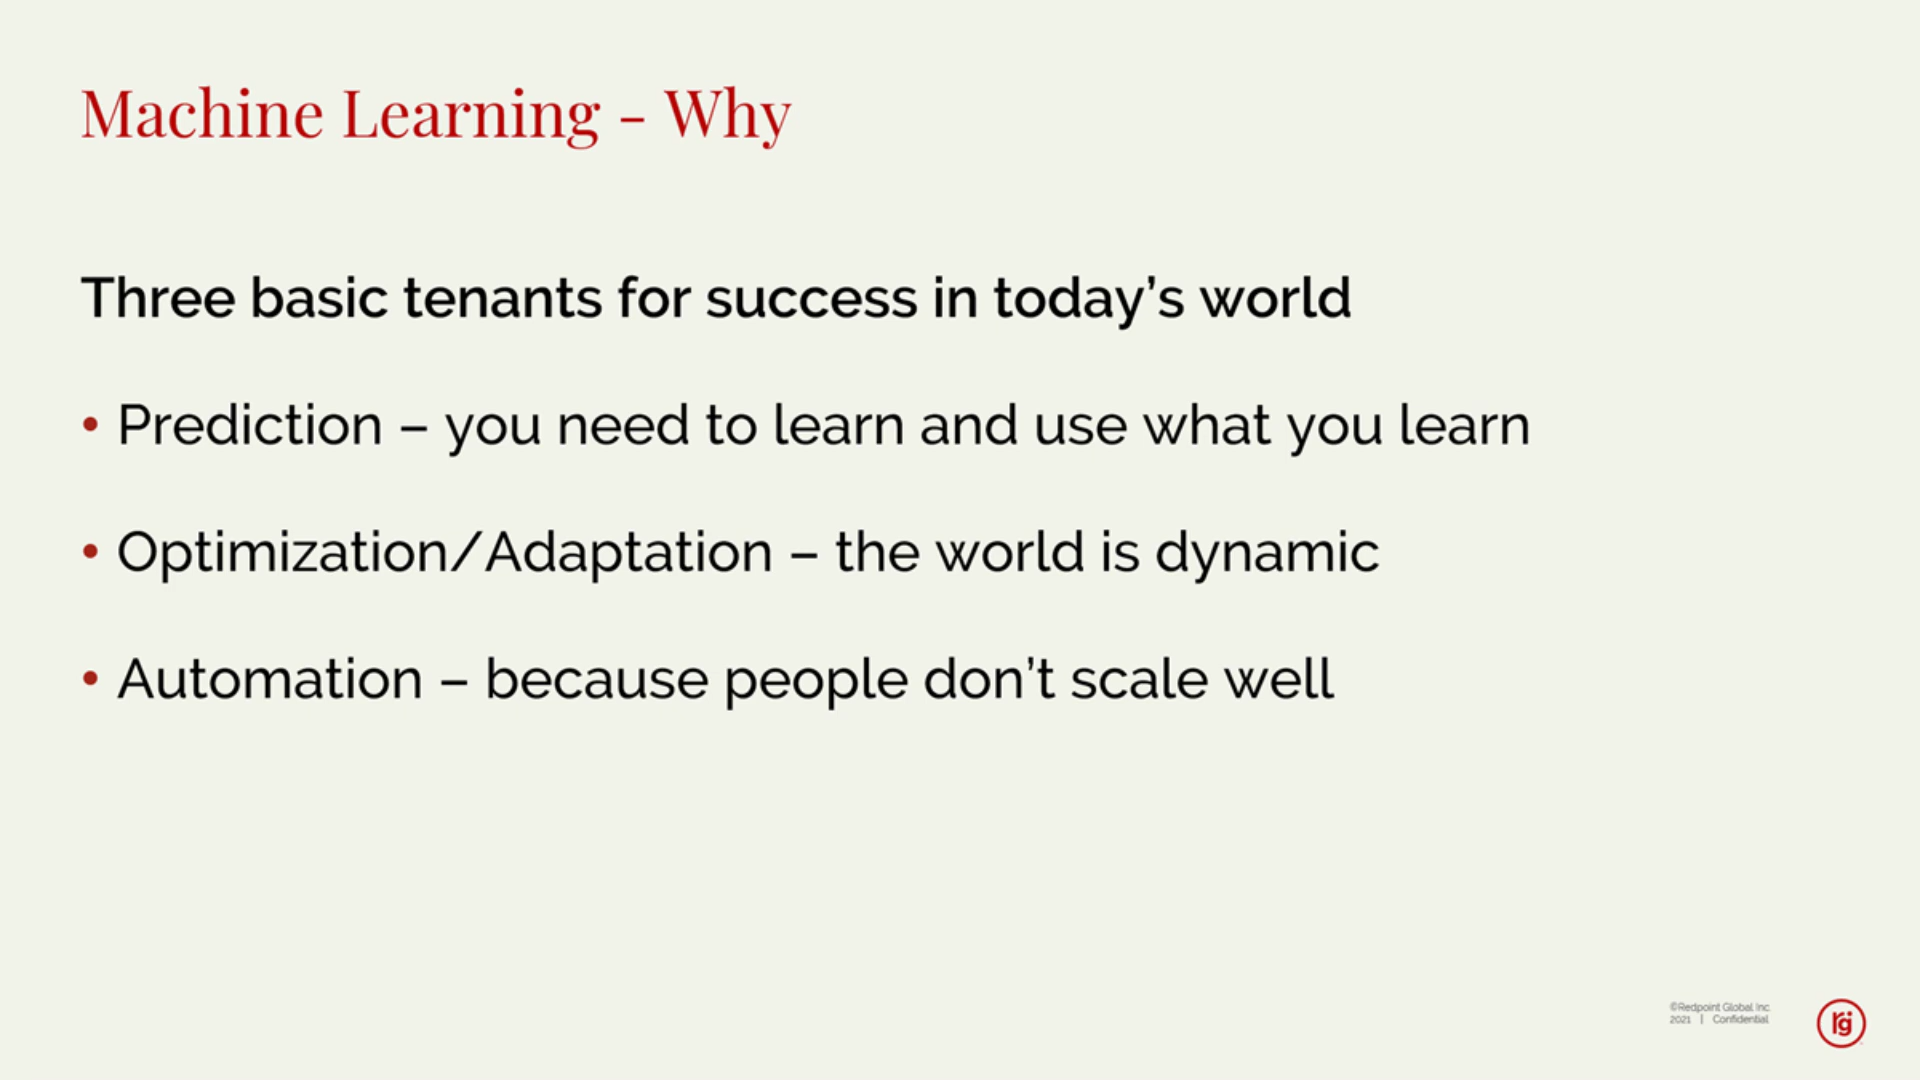 Machine Learning - Why
Three basic tenants for success in today’s world
• Prediction – you need to learn and use what you learn
• Optimization/Adaptation – the world is dynamic
• Automation – because people don’t scale well
©Redpoint Global Inc.
2021 | Confidential
rg